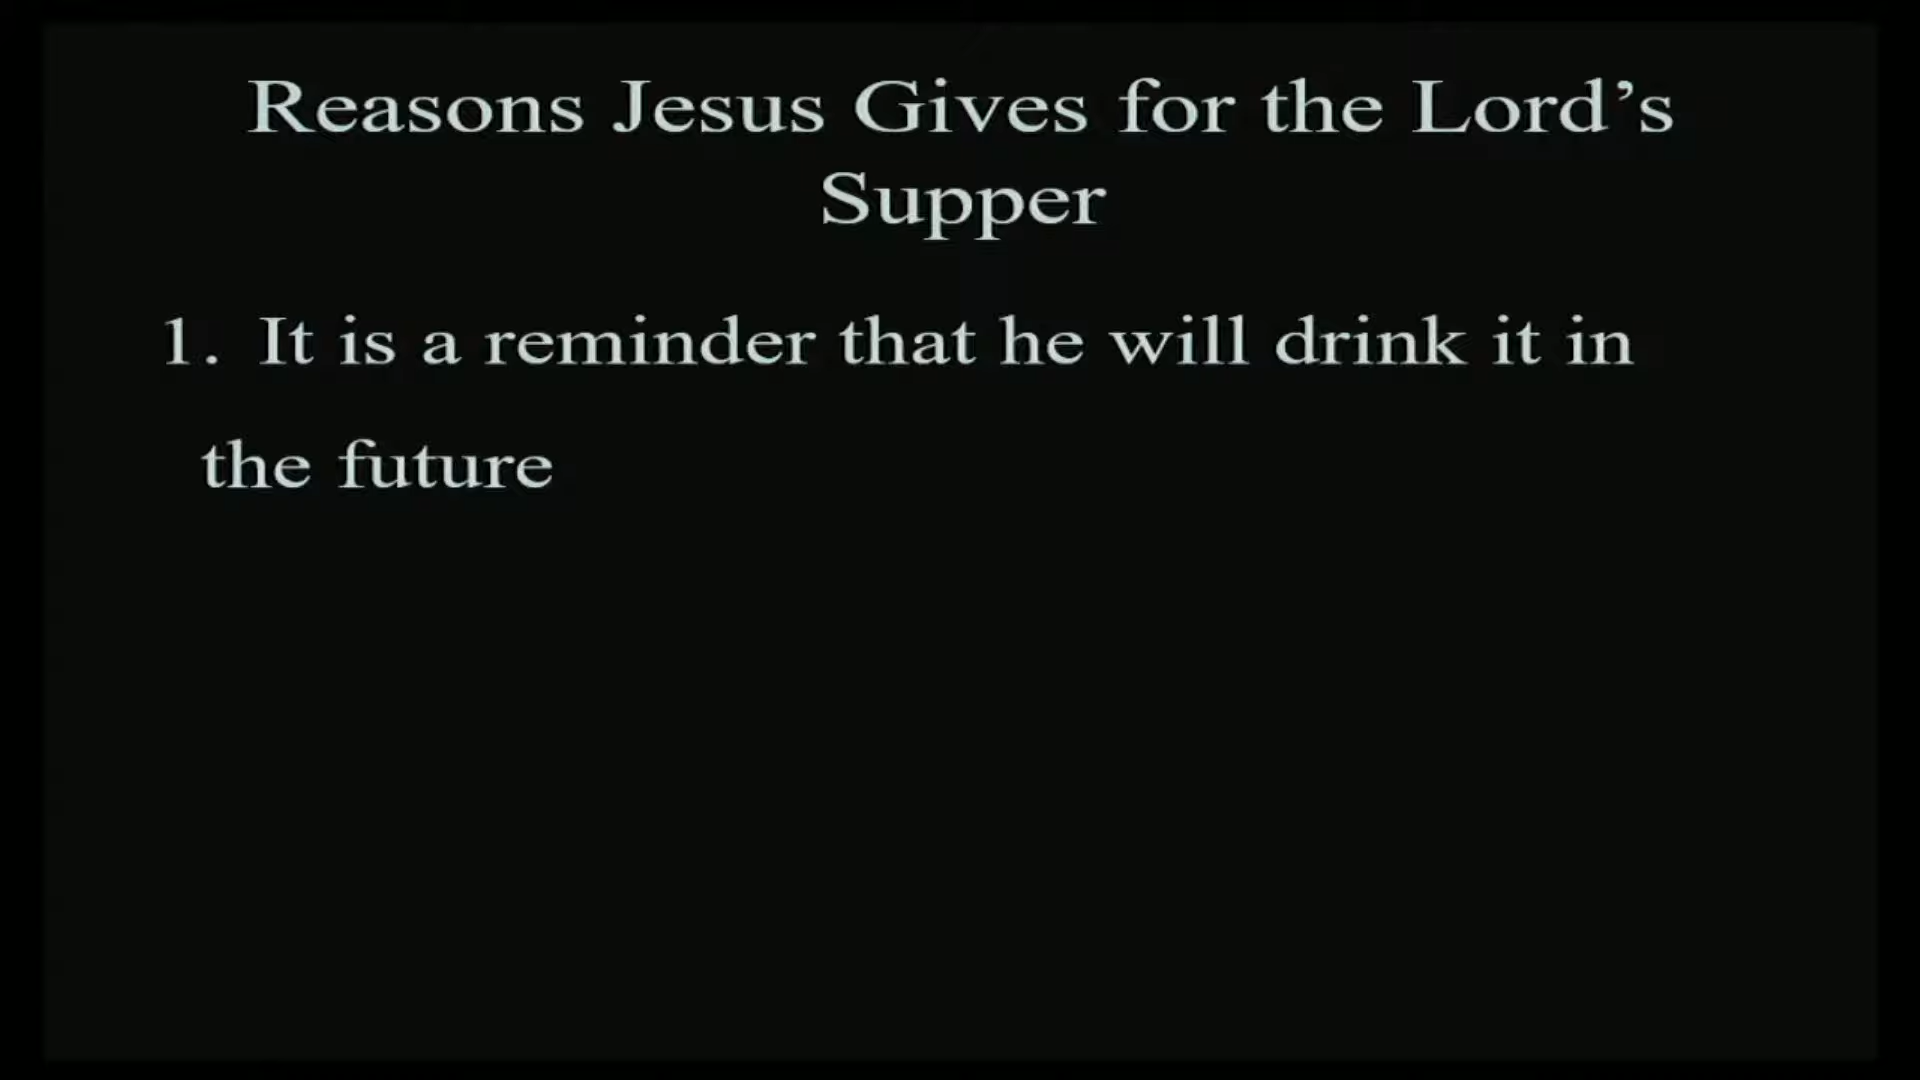 Reasons Jesus Gives for the Lord’s
Supper
1. It is a reminder that he will drink it in
the future